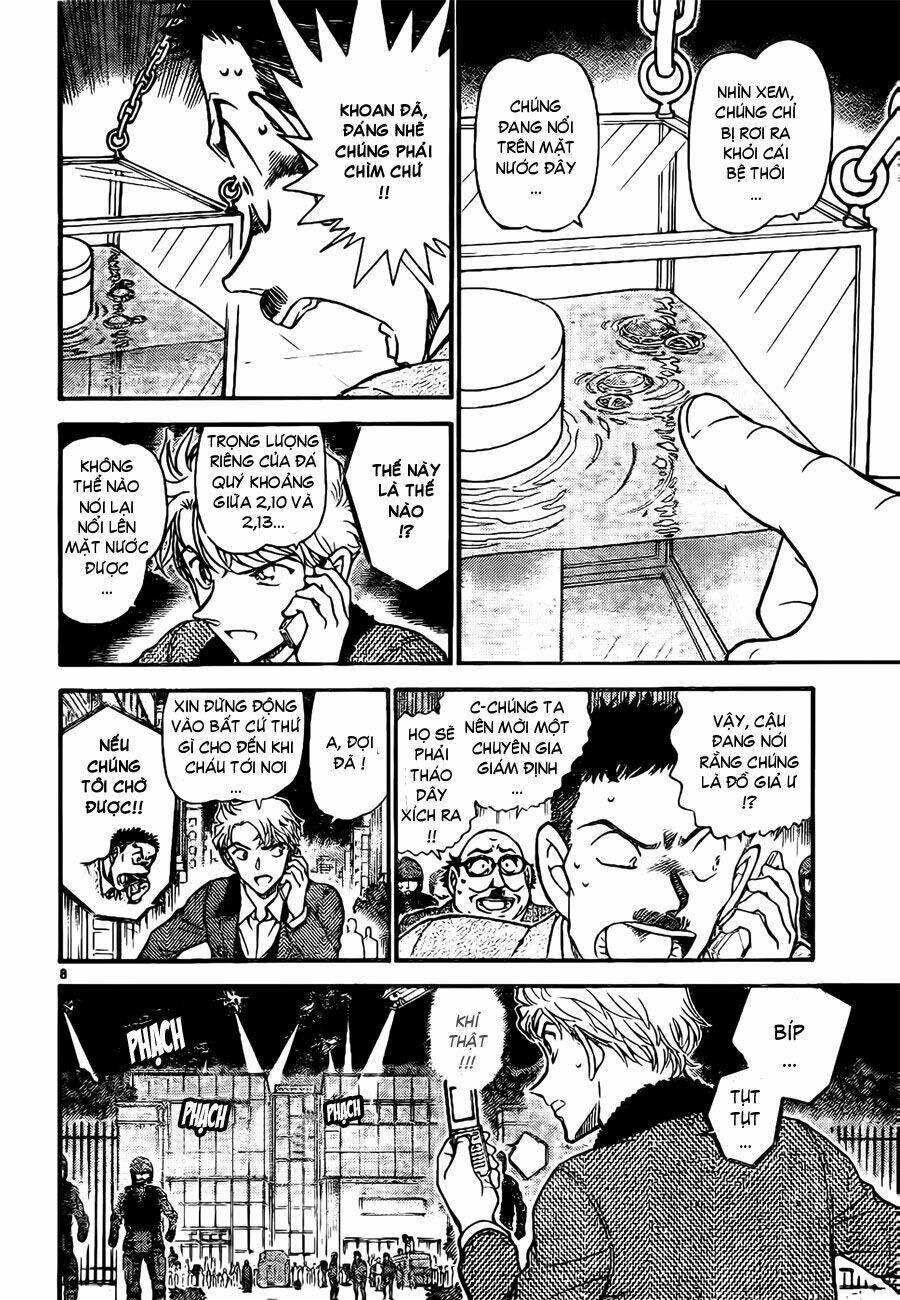 NHÌN XEM,
CHÚNG CHỈ
BỊ RƠI RA
KHỎI CÁI
BỆ THÔI
...
CHÚNG
ĐANG NỔI
TRÊN MẶT
NƯỚC ĐÂY
...
KHOAN ĐÃ,
ĐÁNG NHẼ
CHÚNG PHẢI
CHÌM CHỨ
!!
THẾ NÀY
LÀ THẾ
NÀO
!?
TRỌNG LƯỢNG
RIÊNG CỦA ĐÁ
QUÝ KHOẢNG
GIỮA 2,10 VÀ
2,13...
KHÔNG
THỂ NÀO
NƠI LẠI
NỔI LÊN
MẶT NƯỚC
ĐƯỢC
...
VẬY, CẬU
ĐANG NÓI
RẰNG CHÚNG
LÀ ĐỒ GIẢ Ư
!?
C-CHÚNG TA
NÊN MỜI MỘT
CHUYÊN GIA
GIÁM ĐỊNH
...
HỌ SẼ
PHẢI
THÁO
DÂY
XÍCH RA
!!
A, ĐỢI
ĐÃ !
XIN ĐỪNG ĐỘNG
VÀO BẤT CỨ THỨ
GÌ CHO ĐẾN KHI
CHÁU TỚI NƠI
...
NẾU
CHÚNG
TÔI CHỜ
ĐƯỢC!!
8
BÍP
...
TỤT
TỤT
...
KHỈ
THẬT
!!!
PHẠCH
PHẠCH
PHẠCH